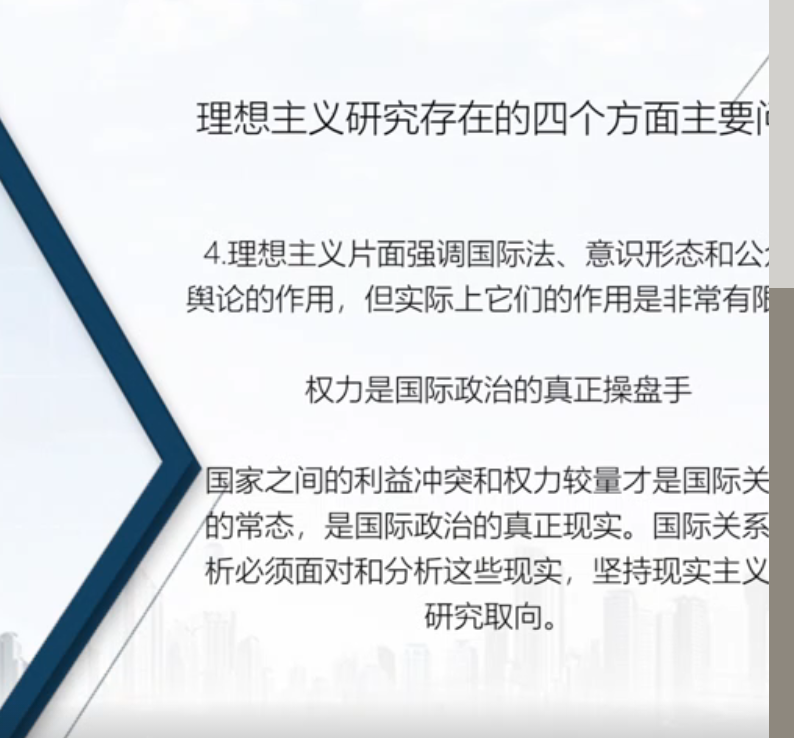 理想主义研究存在的四个方面主要
4.理想主义片面强调国际法、意识形态和公
舆论的作用，但实际上它们的作用是非常有
权力是国际政治的真正操盘手
国家之间的利益冲突和权力较量才是国际关
的常态，是国际政治的真正现实。国际关系
析必须面对和分析这些现实，坚持现实主义
研究取向。